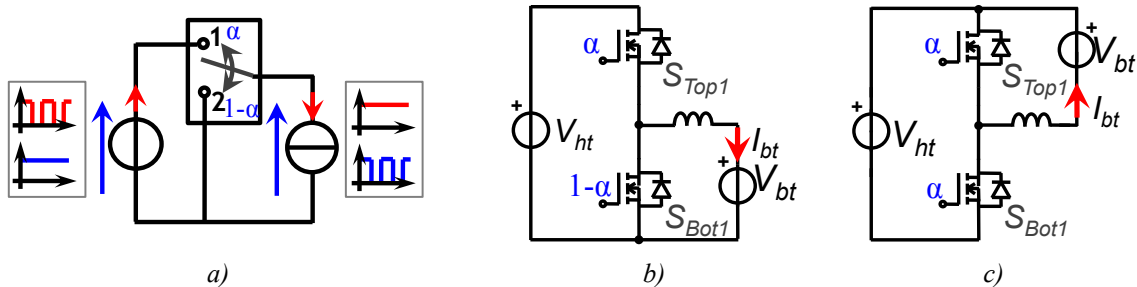 1 α
2
1-α
a)
α
S_Top1
+
V_ht
I_bt
+
V_bt
1-α
S_Bot1
b)
α
S_Top1
+
V_bt
+
V_ht
I_bt
α
S_Bot1
c)